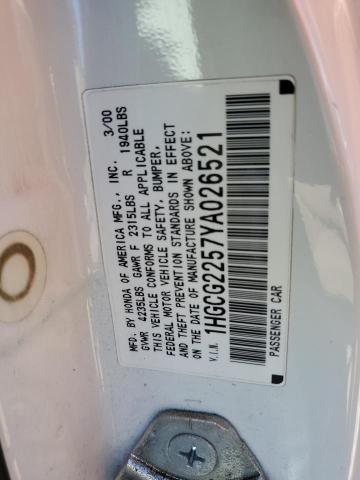 MFD. BY HONDA OF AMERICA MFG., INC. 3/00
GVWR 4235LBS GAWR F 2315LBS R 1940LBS
THIS VEHICLE CONFORMS TO ALL APPLICABLE
FEDERAL MOTOR VEHICLE SAFETY, BUMPER,
AND THEFT PREVENTION STANDARDS IN EFFECT
ON THE DATE OF MANUFACTURE SHOWN ABOVE:
V.I.N. 1HGCG2257YA026521
PASSENGER CAR